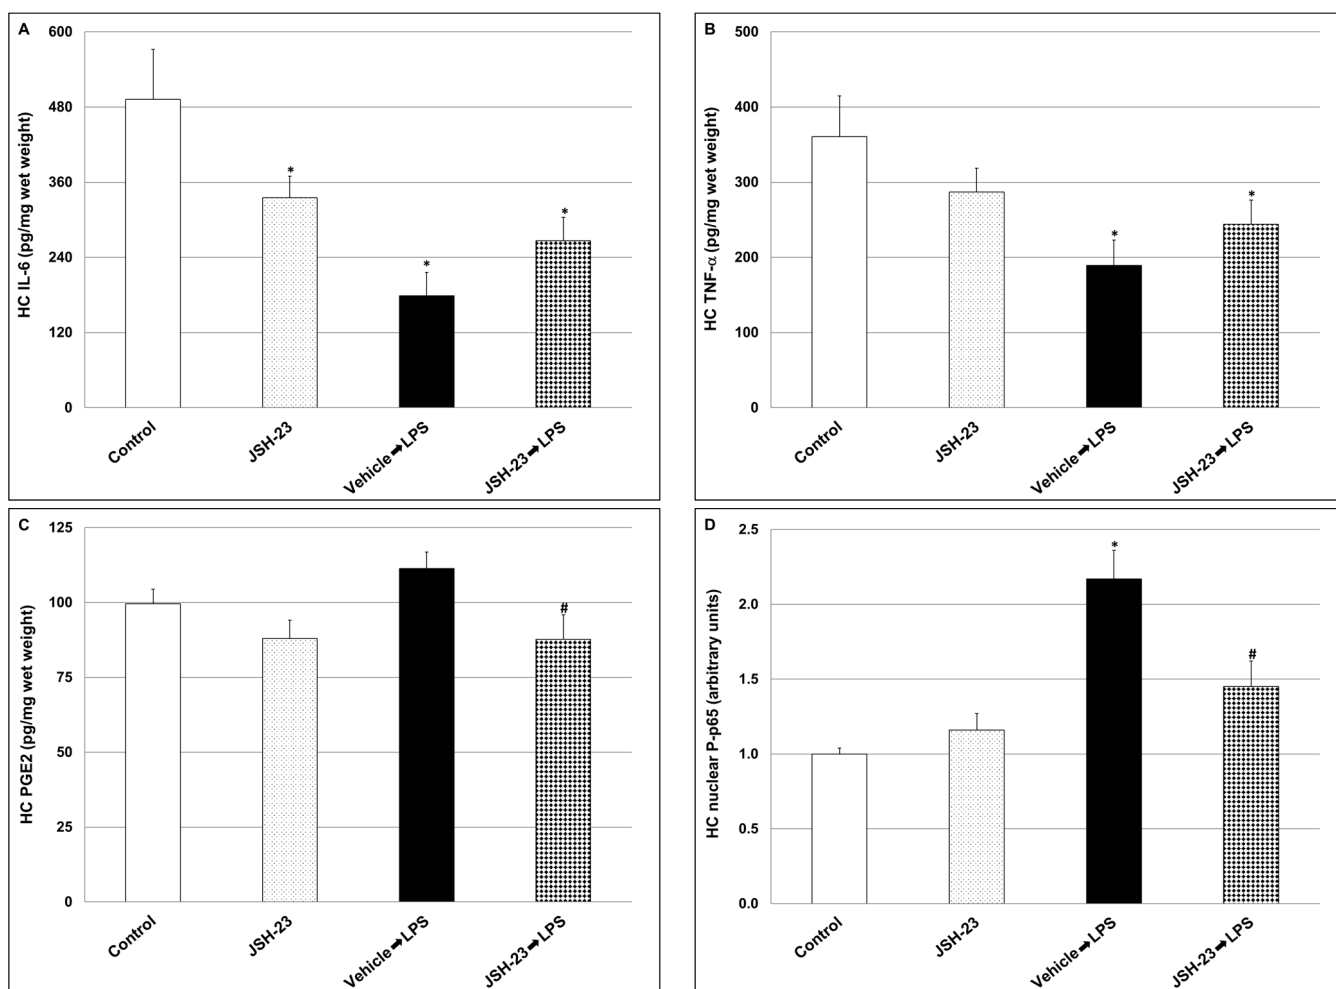 A
600
480
360
240
120
0
HC IL-6 (pg/mg wet weight)
*
*
*
Control
JSH-23
Vehicle➡LPS
JSH-23➡LPS
B
500
400
300
200
100
0
HC TNF-α (pg/mg wet weight)
*
*
Control
JSH-23
Vehicle➡LPS
JSH-23➡LPS
C
125
100
75
50
25
0
HC PGE2 (pg/mg wet weight)
#
Control
JSH-23
Vehicle➡LPS
JSH-23➡LPS
D
2.5
2.0
1.5
1.0
0.5
0.0
HC nuclear P-p65 (arbitrary units)
*
#
Control
JSH-23
Vehicle➡LPS
JSH-23➡LPS